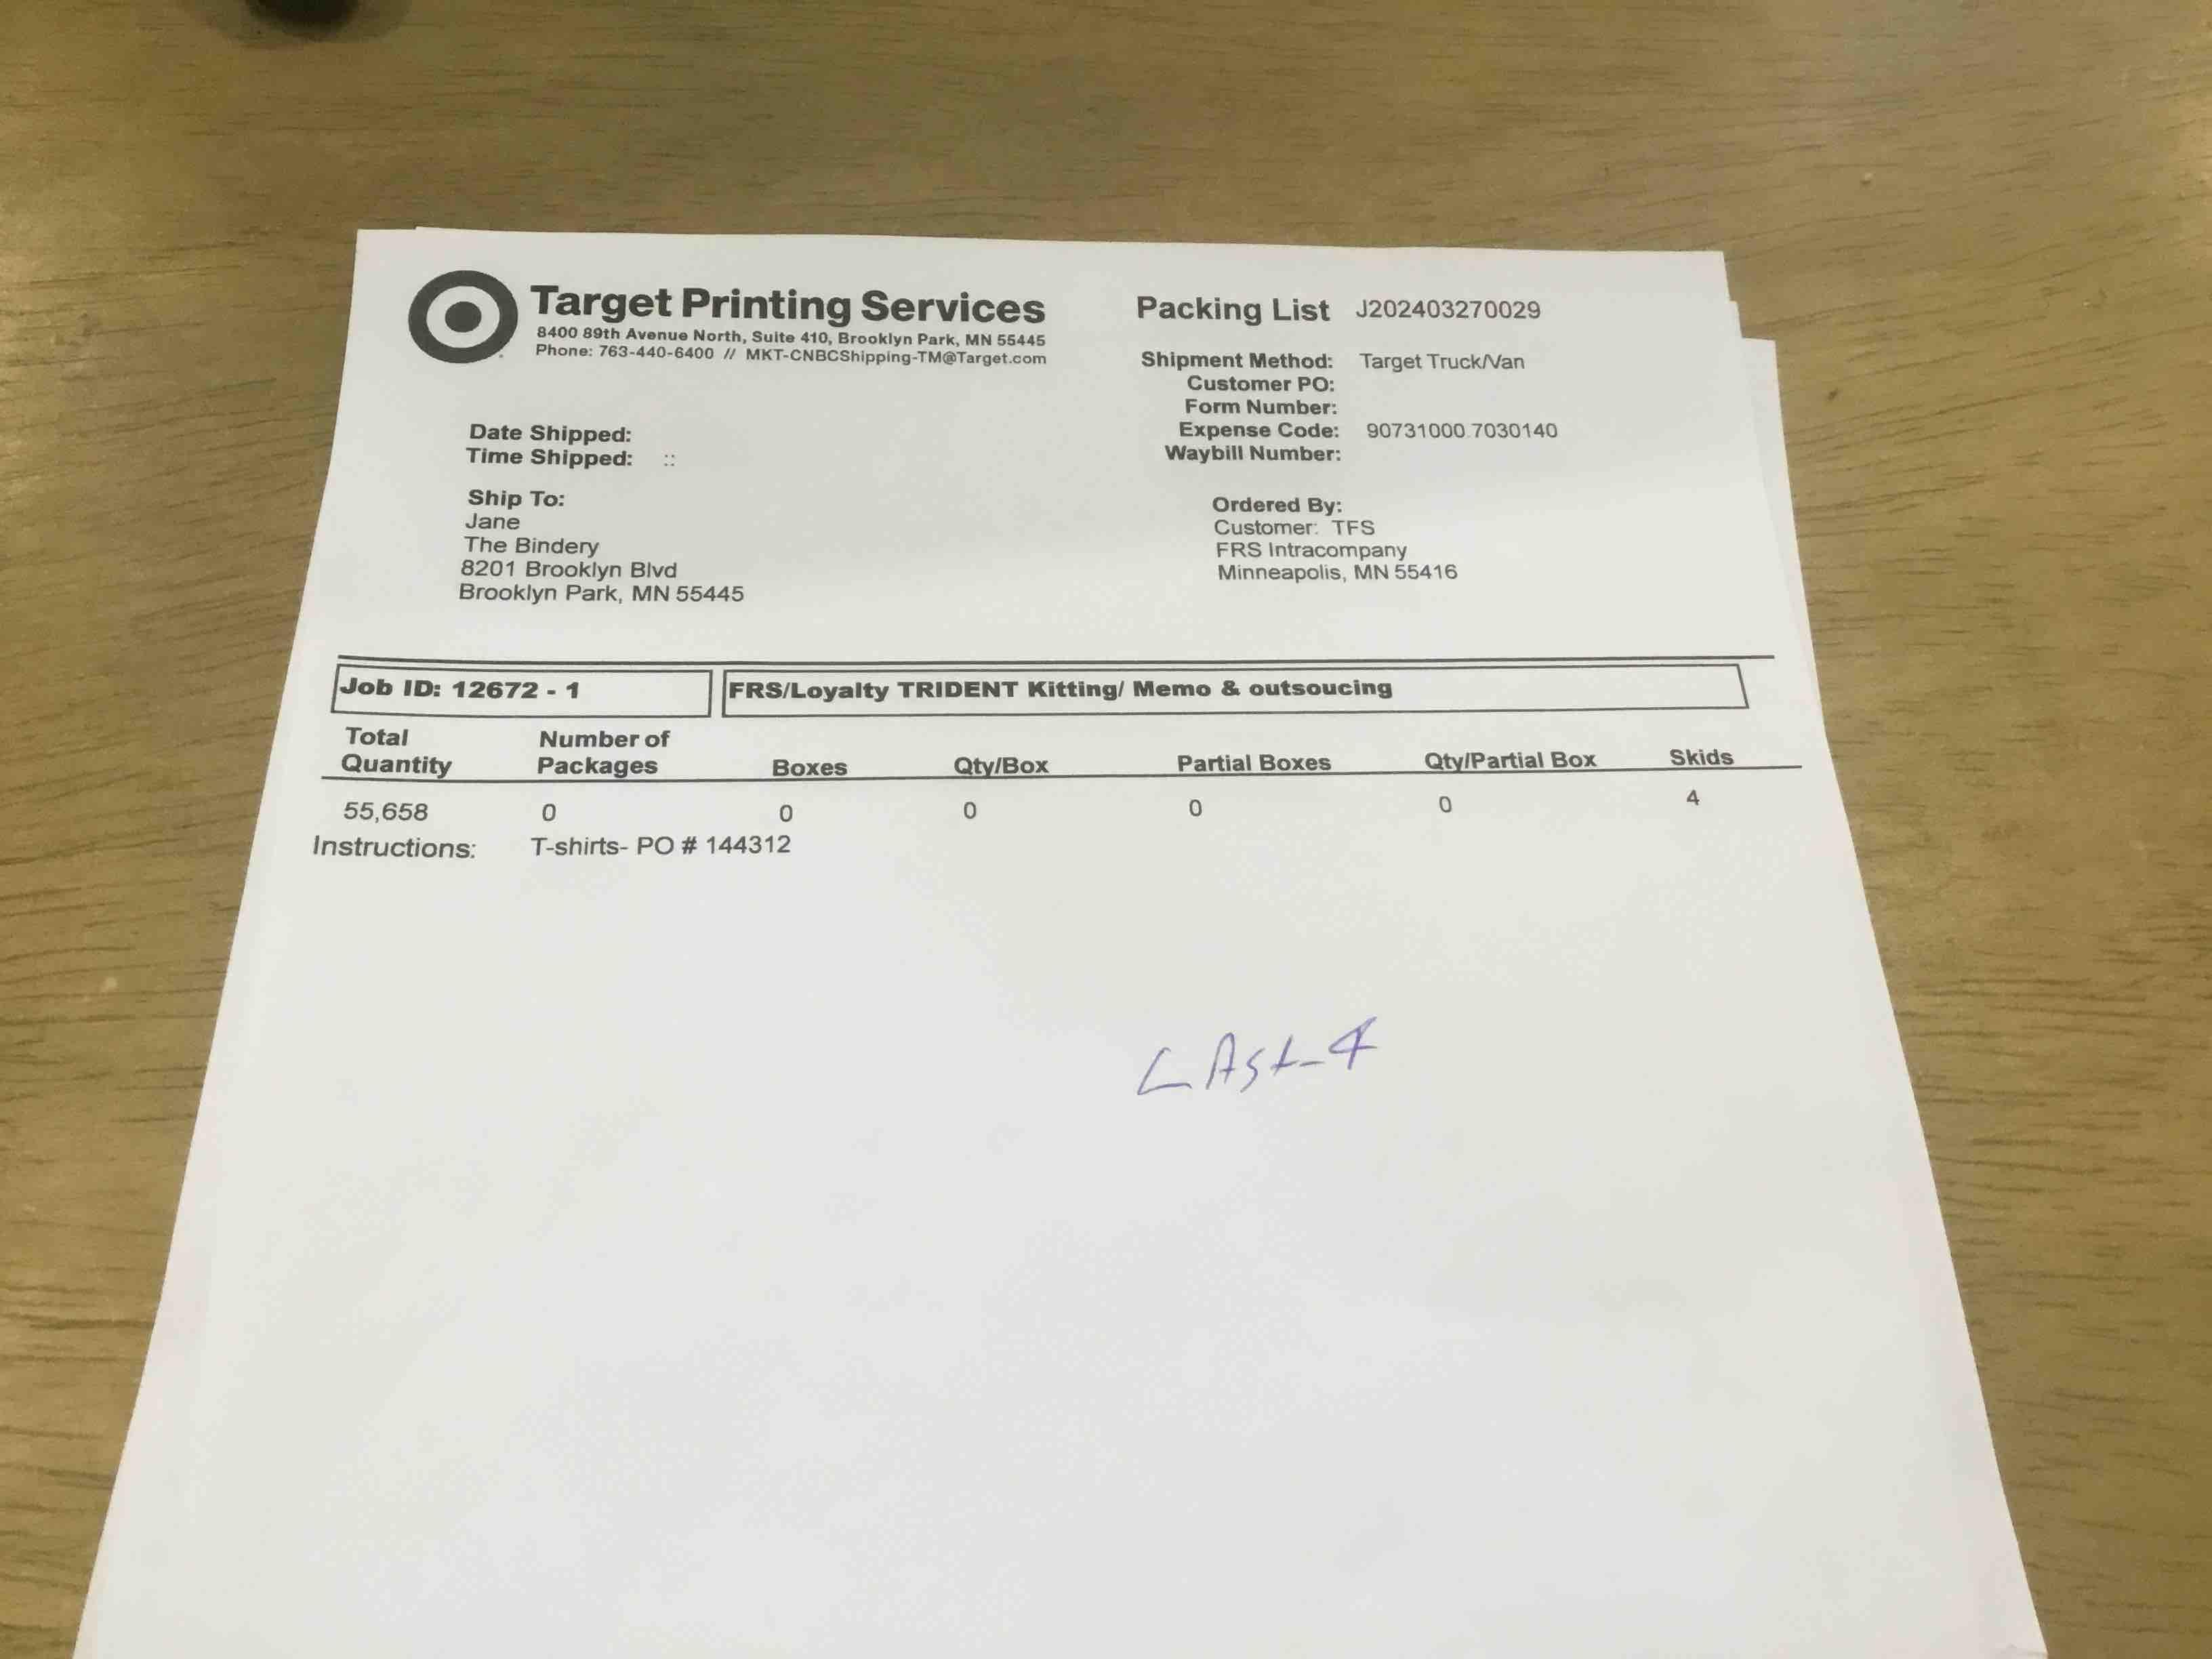 Target Printing Services
8400 89th Avenue North, Suite 410, Brooklyn Park, MN 55445
Phone: 763-440-6400 // MKT-CNBCShipping-TM@Target.com
Packing List J202403270029
Shipment Method: Target Truck/Van
Customer PO:
Form Number:
Expense Code: 90731000.7030140
Waybill Number:
Date Shipped:
Time Shipped: ::
Ship To:
Jane
The Bindery
8201 Brooklyn Blvd
Brooklyn Park, MN 55445
Ordered By:
Customer: TFS
FRS Intracompany
Minneapolis, MN 55416
Job ID: 12672 - 1 FRS/Loyalty TRIDENT Kitting/ Memo & outsoucing
Total Quantity Number of Packages Boxes Qty/Box Partial Boxes Qty/Partial Box Skids
55,658 0 0 0 0 0 4
Instructions: T-shirts- PO # 144312
LAst-4